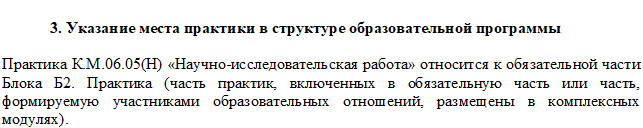 3. Указание места практики в структуре образовательной программы
Практика К.М.06.05(Н) «Научно-исследовательская работа» относится к обязательной части
Блока Б2. Практика (часть практик, включенных в обязательную часть или часть,
формируемую участниками образовательных отношений, размещены в комплексных
модулях).